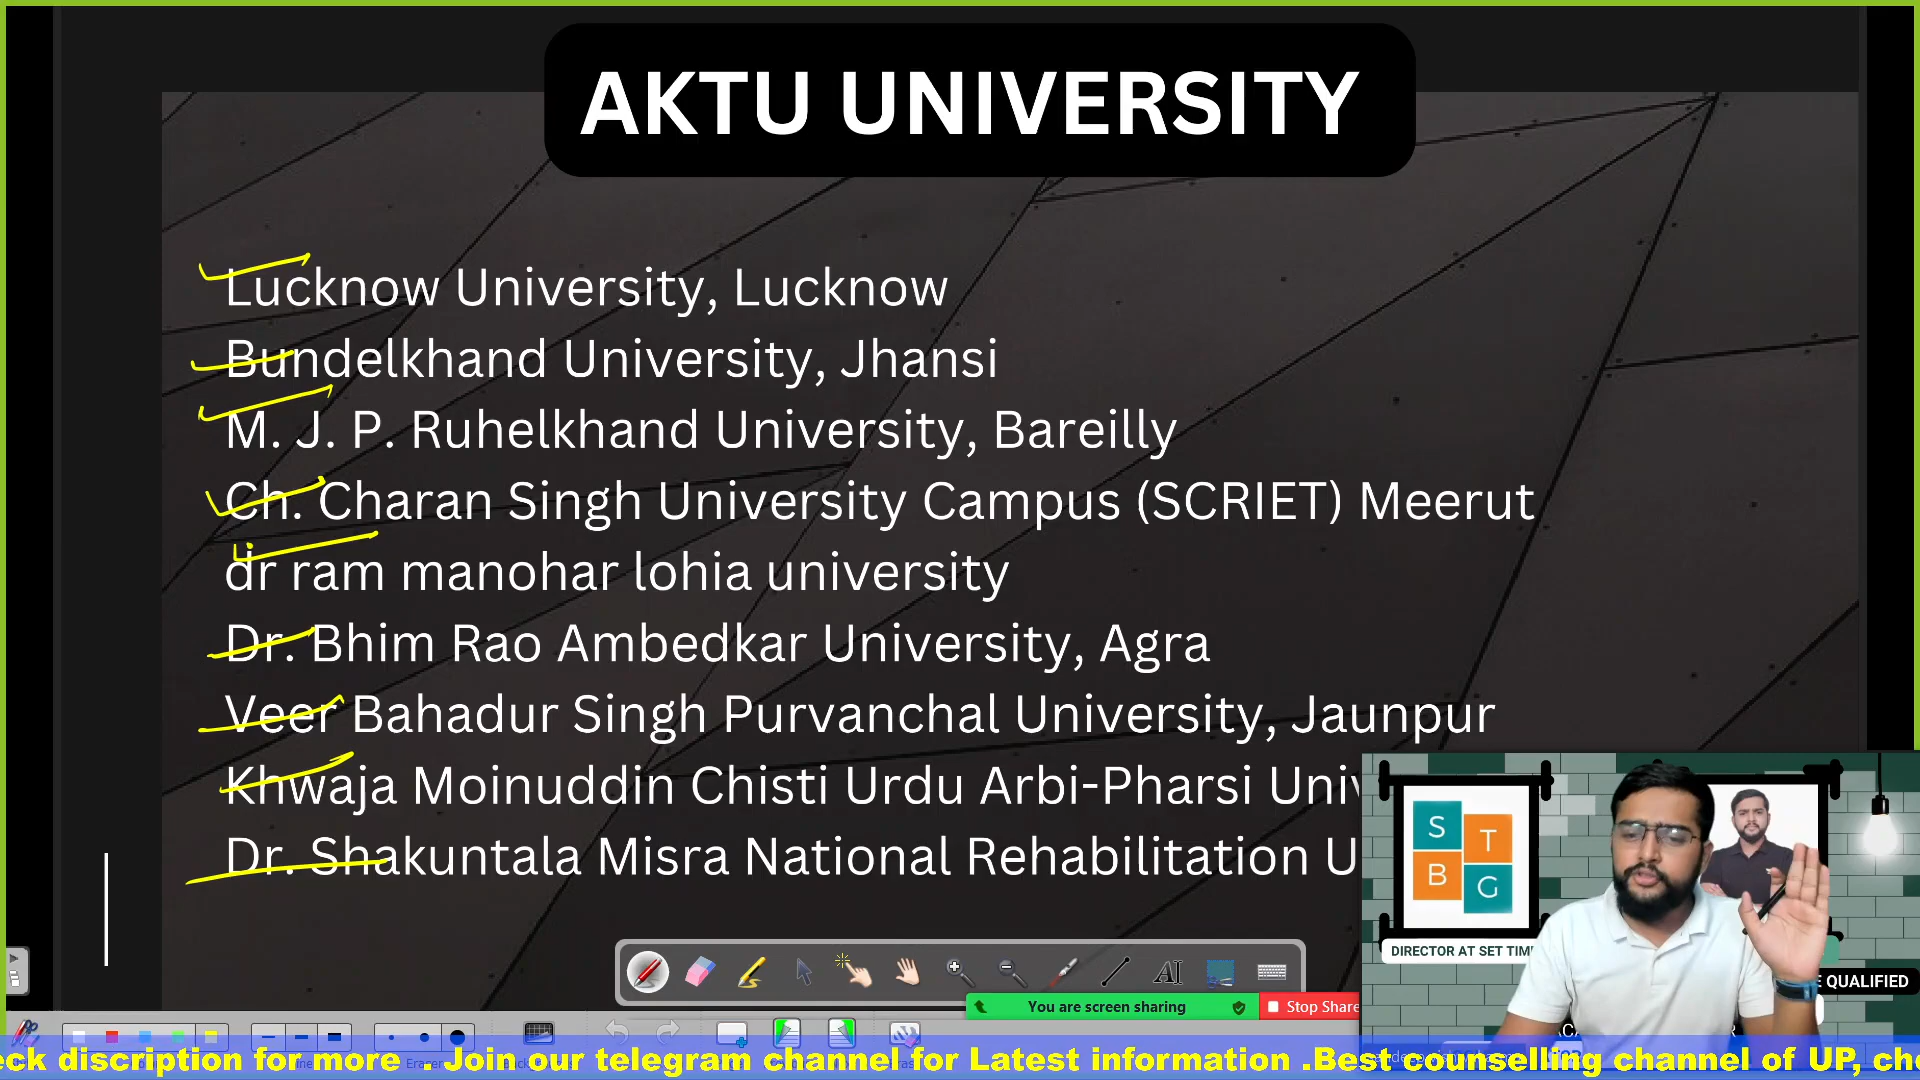 AKTU UNIVERSITY
Lucknow University, Lucknow
Bundelkhand University, Jhansi
M. J. P. Ruhelkhand University, Bareilly
Ch. Charan Singh University Campus (SCRIET) Meerut
dr ram manohar lohia university
Dr. Bhim Rao Ambedkar University, Agra
Veer Bahadur Singh Purvanchal University, Jaunpur
Khwaja Moinuddin Chisti Urdu Arbi-Pharsi Univ
Dr. Shakuntala Misra National Rehabilitation U
S T
B G
DIRECTOR AT SET TIM
E QUALIFIED
You are screen sharing
Stop Share
eck discription for more - Join our telegram channel for Latest information .Best counselling channel of UP, che